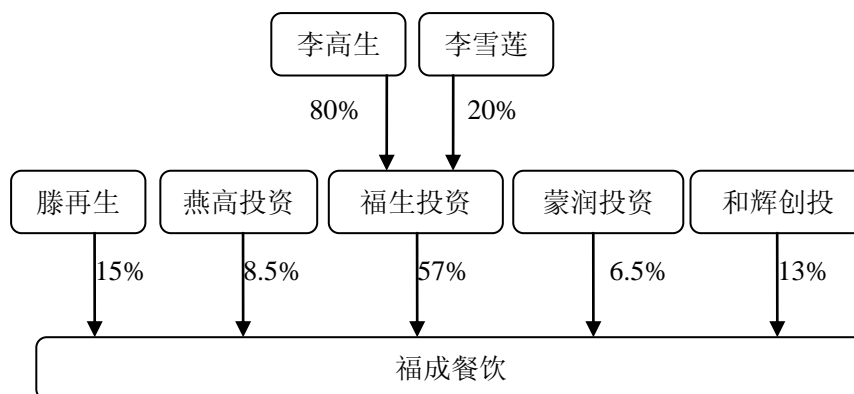 李高生 李雪莲
80% 20%
滕再生 燕高投资 福生投资 蒙润投资 和辉创投
15% 8.5% 57% 6.5% 13%
福成餐饮